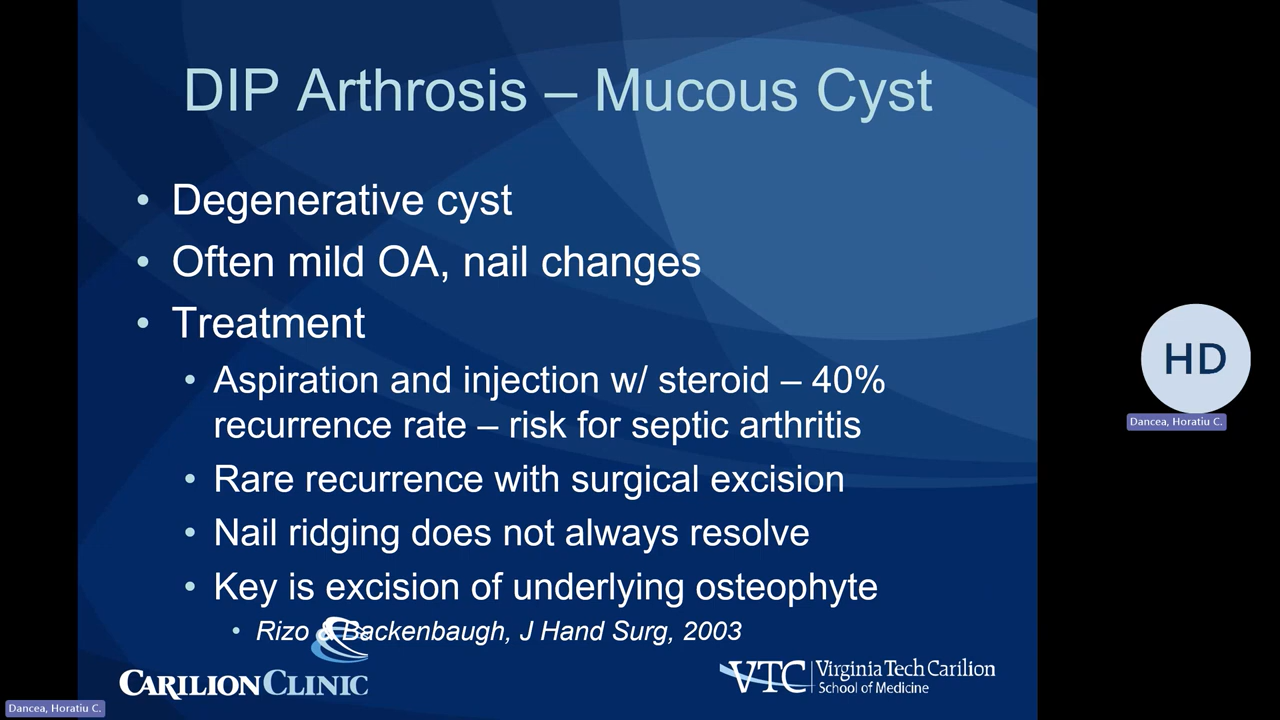 DIP Arthrosis – Mucous Cyst
• Degenerative cyst
• Often mild OA, nail changes
• Treatment
• Aspiration and injection w/ steroid – 40%
recurrence rate – risk for septic arthritis
• Rare recurrence with surgical excision
• Nail ridging does not always resolve
• Key is excision of underlying osteophyte
• Rizo & Backenbaugh, J Hand Surg, 2003
CARILION CLINIC
VTC Virginia Tech Carilion
School of Medicine
HD
Dancea, Horatiu C.
Dancea, Horatiu C.